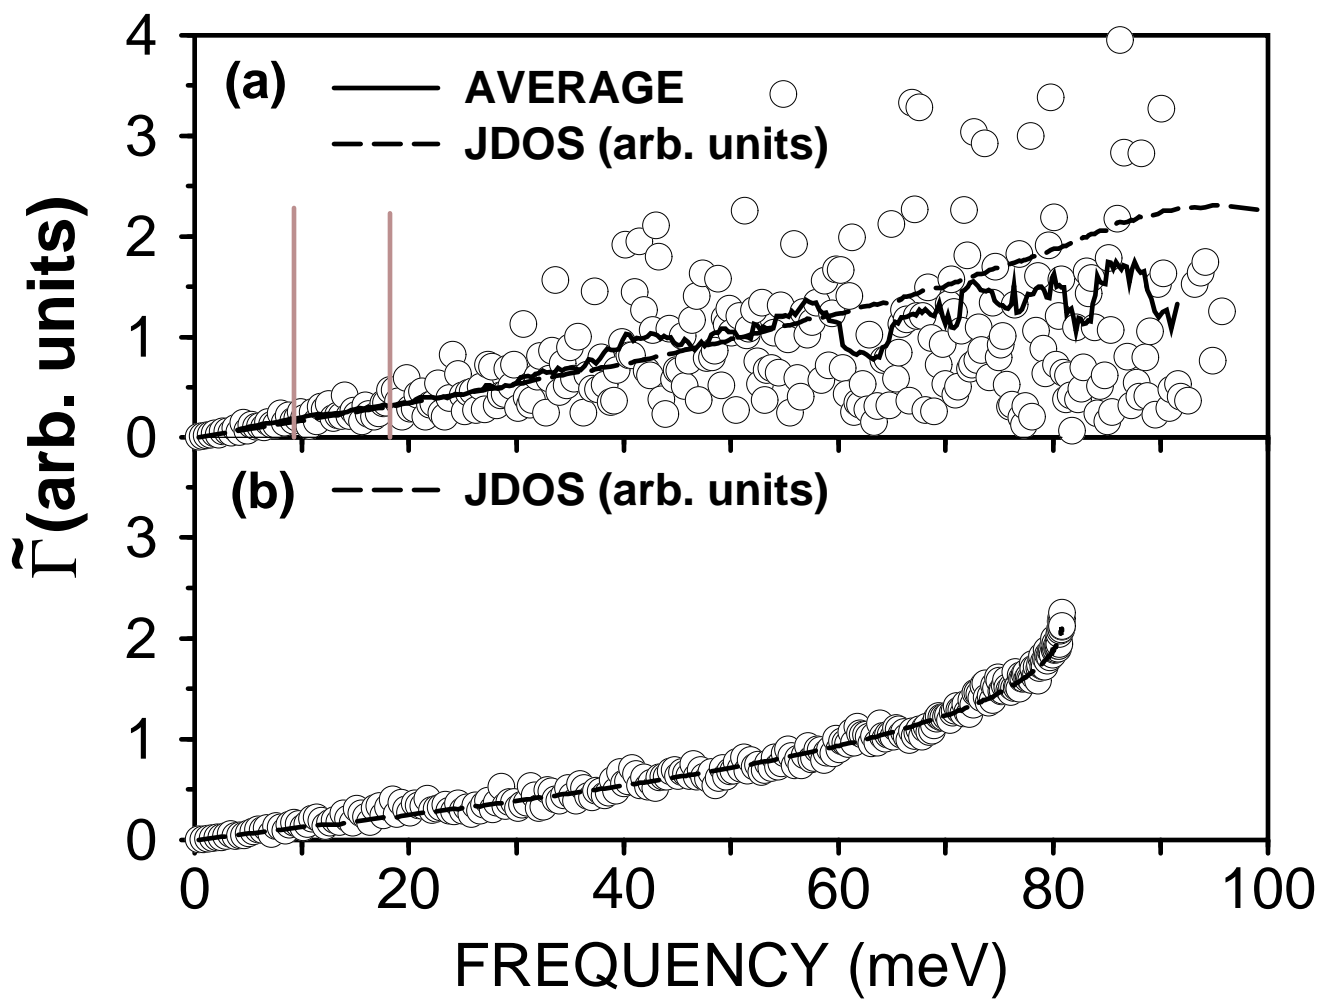 4
(a) AVERAGE
JDOS (arb. units)
3
2
1
0
Γ̃ (arb. units)
(b) JDOS (arb. units)
3
2
1
0
0 20 40 60 80 100
FREQUENCY (meV)